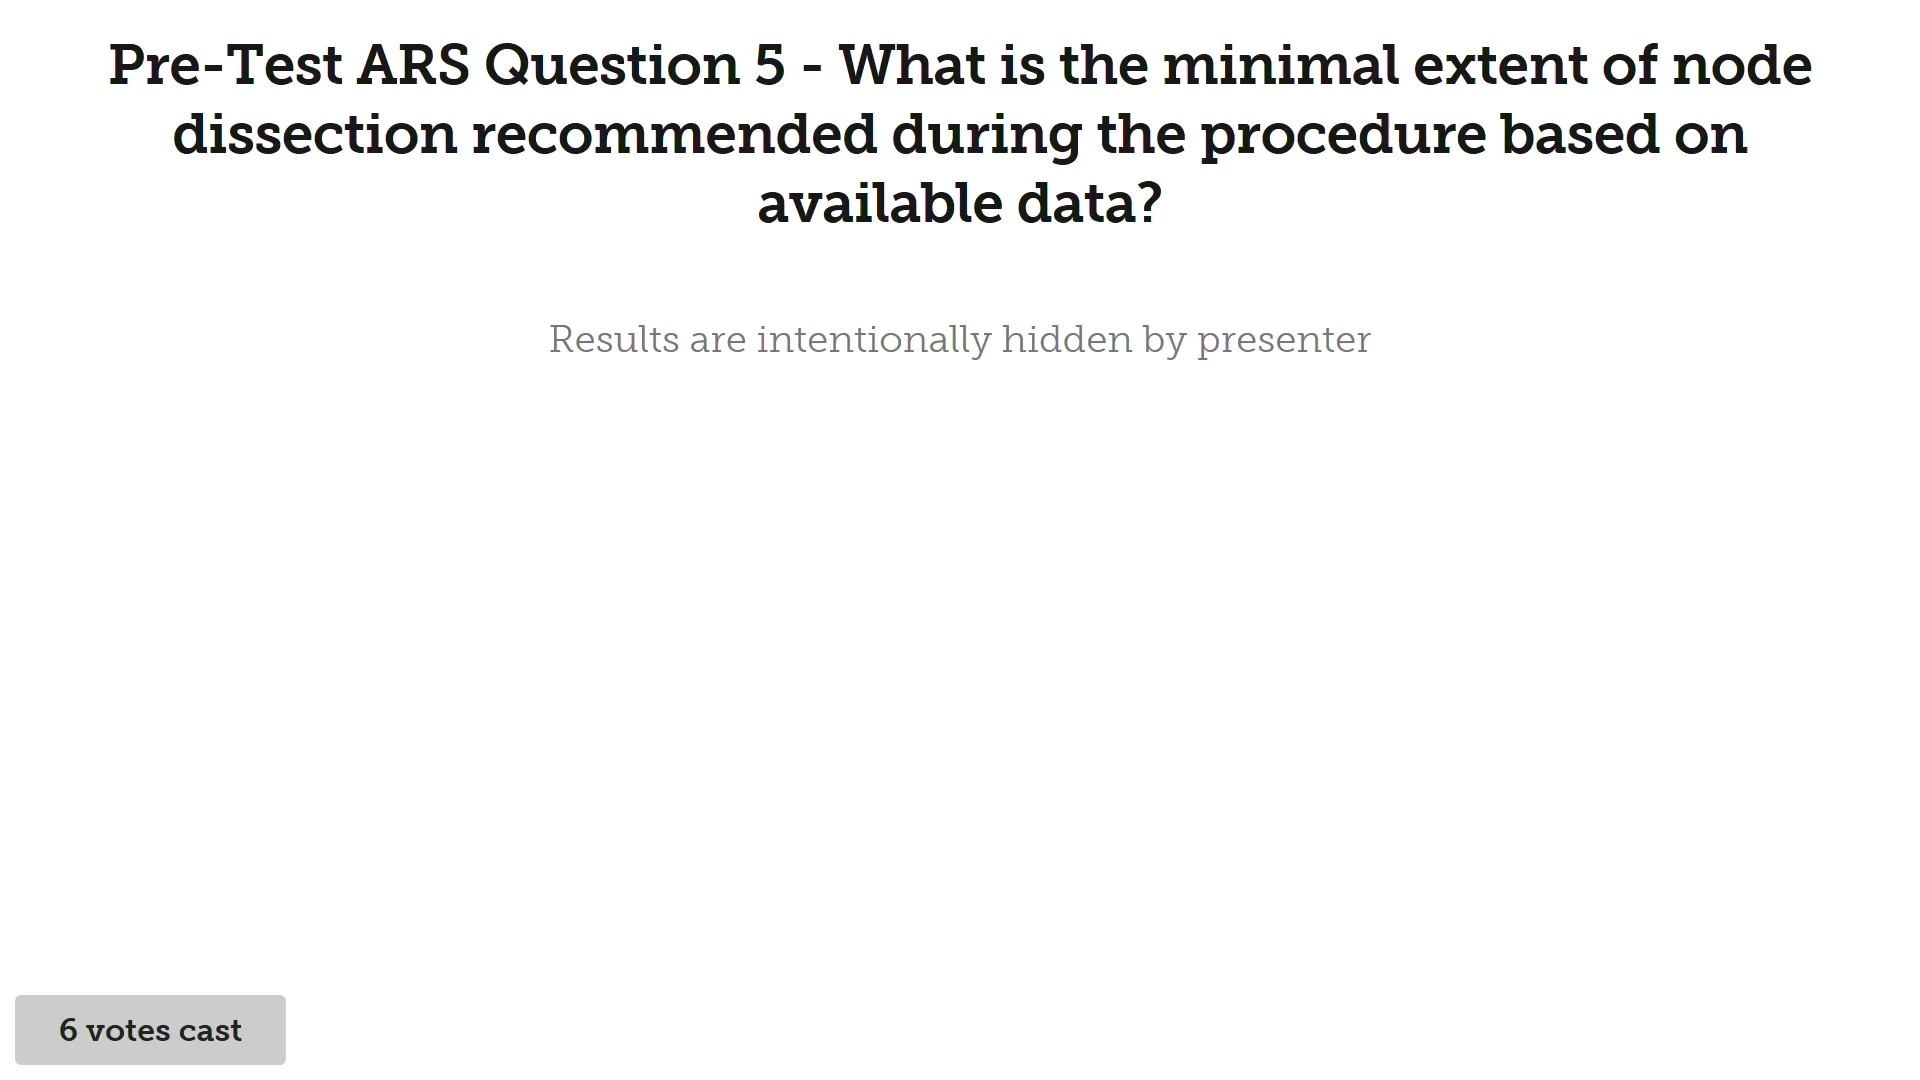 Pre-Test ARS Question 5 - What is the minimal extent of node
dissection recommended during the procedure based on
available data?
Results are intentionally hidden by presenter
6 votes cast